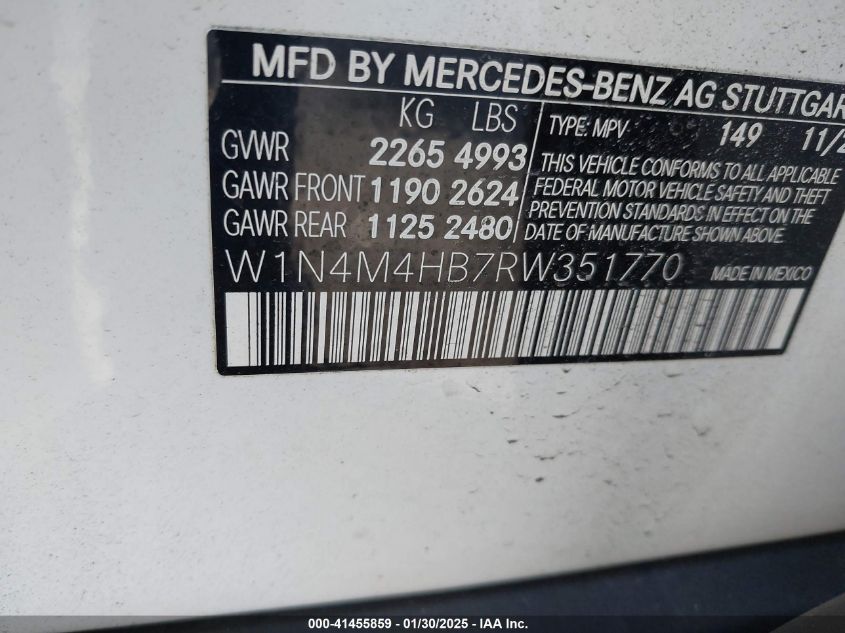 MFD BY MERCEDES-BENZ AG STUTTGAR
KG LBS
GVWR 2265 4993
GAWR FRONT 1190 2624
GAWR REAR 1125 2480
TYPE: MPV 149 11/2
THIS VEHICLE CONFORMS TO ALL APPLICABLE
FEDERAL MOTOR VEHICLE SAFETY AND THEFT
PREVENTION STANDARDS IN EFFECT ON THE
DATE OF MANUFACTURE SHOWN ABOVE.
W1N4M4HB7RW351770 MADE IN MEXICO
000-41455859 - 01/30/2025 - IAA Inc.